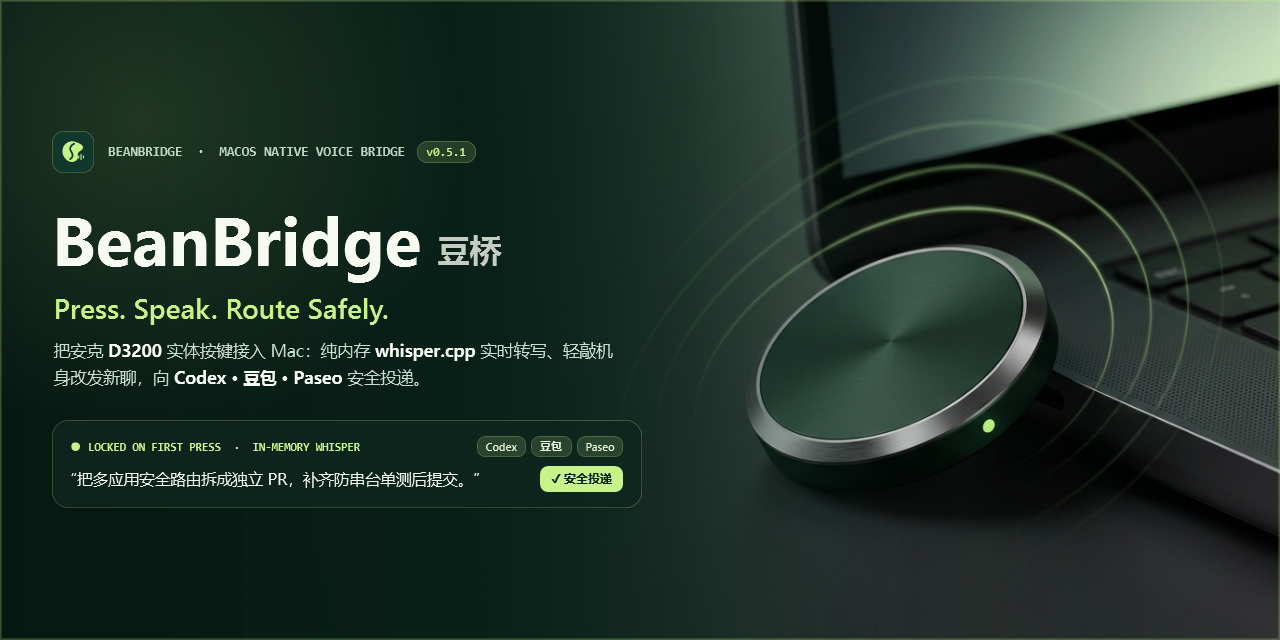 BEANBRIDGE · MACOS NATIVE VOICE BRIDGE v0.5.1
BeanBridge 豆桥
Press. Speak. Route Safely.
把安克 D3200 实体按键接入 Mac：纯内存 whisper.cpp 实时转写、轻敲机
身改发新聊，向 Codex • 豆包 • Paseo 安全投递。
LOCKED ON FIRST PRESS · IN-MEMORY WHISPER Codex 豆包 Paseo
“把多应用安全路由拆成独立 PR，补齐防串台单测后提交。” ✓ 安全投递